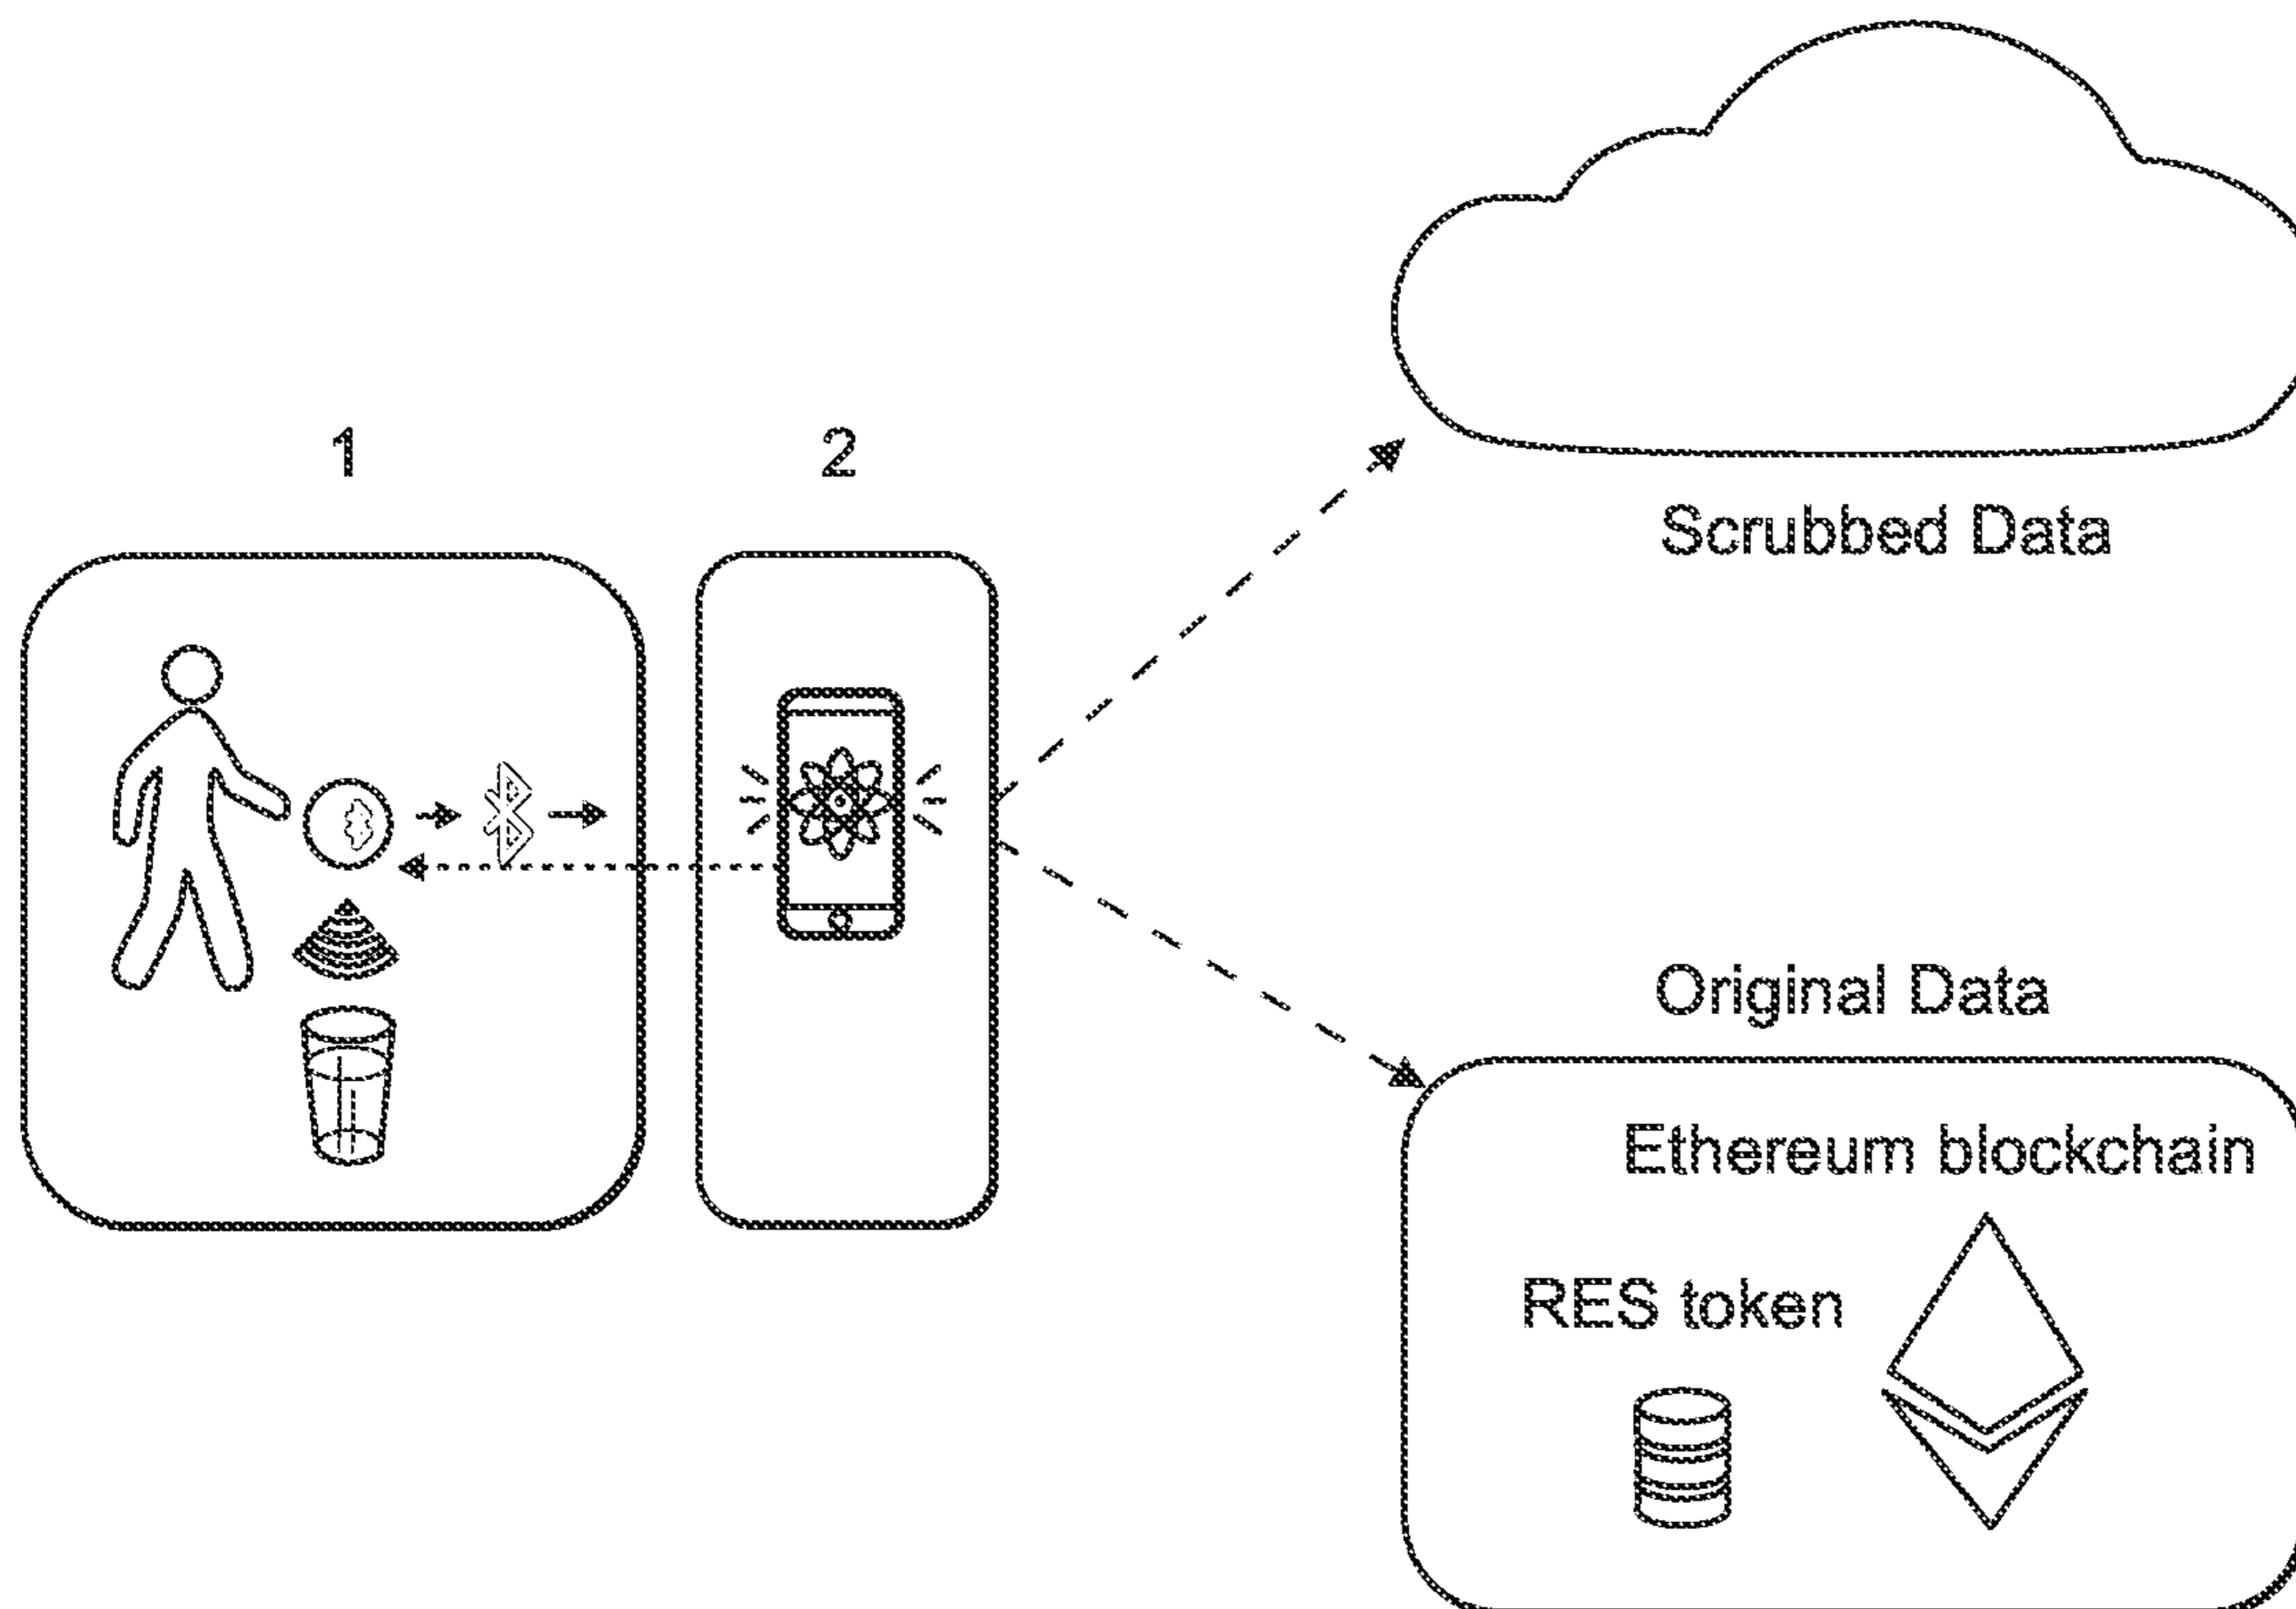 1
2
Scrubbed Data
Original Data
Ethereum blockchain
RES token